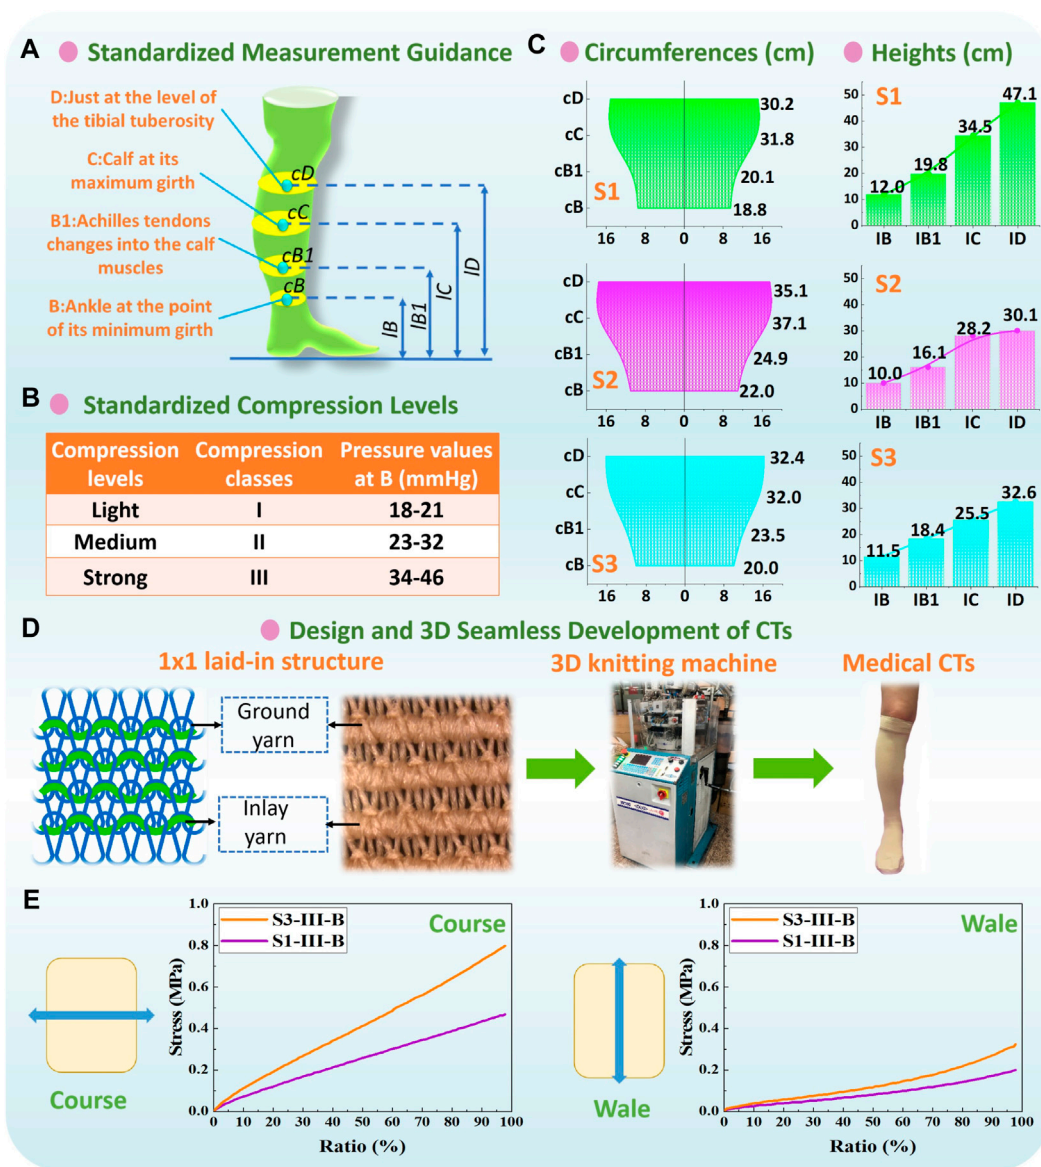 A
Standardized Measurement Guidance
D:Just at the level of
the tibial tuberosity
C:Calf at its
maximum girth
B1:Achilles tendons
changes into the calf
muscles
B:Ankle at the point
of its minimum girth
cD
cC
cB1
cB
lB
lB1
lC
lD
B
Standardized Compression Levels
Compression levels
Compression classes
Pressure values at B (mmHg)
Light I 18-21
Medium II 23-32
Strong III 34-46
C
Circumferences (cm)
Heights (cm)
cD
cC
cB1
cB
S1
30.2
31.8
20.1
18.8
16 8 0 8 16
S1
50
40
30
20
10
0
12.0
19.8
34.5
47.1
IB IB1 IC ID
cD
cC
cB1
cB
S2
35.1
37.1
24.9
22.0
16 8 0 8 16
S2
50
40
30
20
10
0
10.0
16.1
28.2
30.1
IB IB1 IC ID
cD
cC
cB1
cB
S3
32.4
32.0
23.5
20.0
16 8 0 8 16
S3
50
40
30
20
10
0
11.5
18.4
25.5
32.6
IB IB1 IC ID
D
Design and 3D Seamless Development of CTs
1x1 laid-in structure
3D knitting machine
Medical CTs
Ground
yarn
Inlay
yarn
E
Course
Stress (MPa)
1.0
0.8
0.6
0.4
0.2
0.0
S3-III-B
S1-III-B
Course
0 10 20 30 40 50 60 70 80 90 100
Ratio (%)
Wale
Stress (MPa)
1.0
0.8
0.6
0.4
0.2
0.0
S3-III-B
S1-III-B
Wale
0 10 20 30 40 50 60 70 80 90 100
Ratio (%)